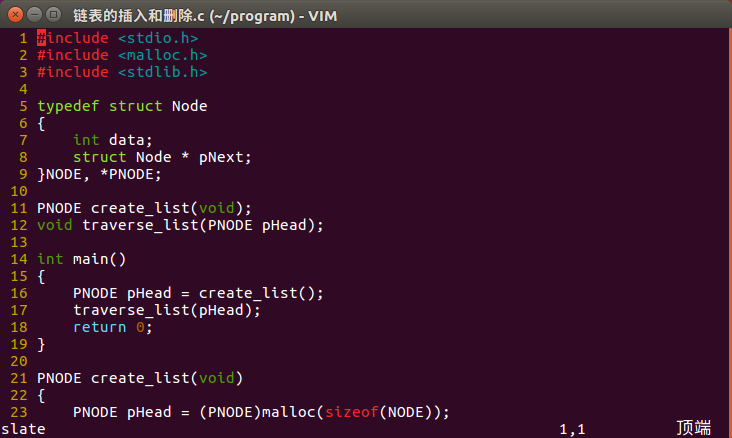 链表的插入和删除.c (~/program) - VIM
1 #include <stdio.h>
2 #include <malloc.h>
3 #include <stdlib.h>
4
5 typedef struct Node
6 {
7     int data;
8     struct Node * pNext;
9 }NODE, *PNODE;
10
11 PNODE create_list(void);
12 void traverse_list(PNODE pHead);
13
14 int main()
15 {
16     PNODE pHead = create_list();
17     traverse_list(pHead);
18     return 0;
19 }
20
21 PNODE create_list(void)
22 {
23     PNODE pHead = (PNODE)malloc(sizeof(NODE));
slate 1,1 顶端